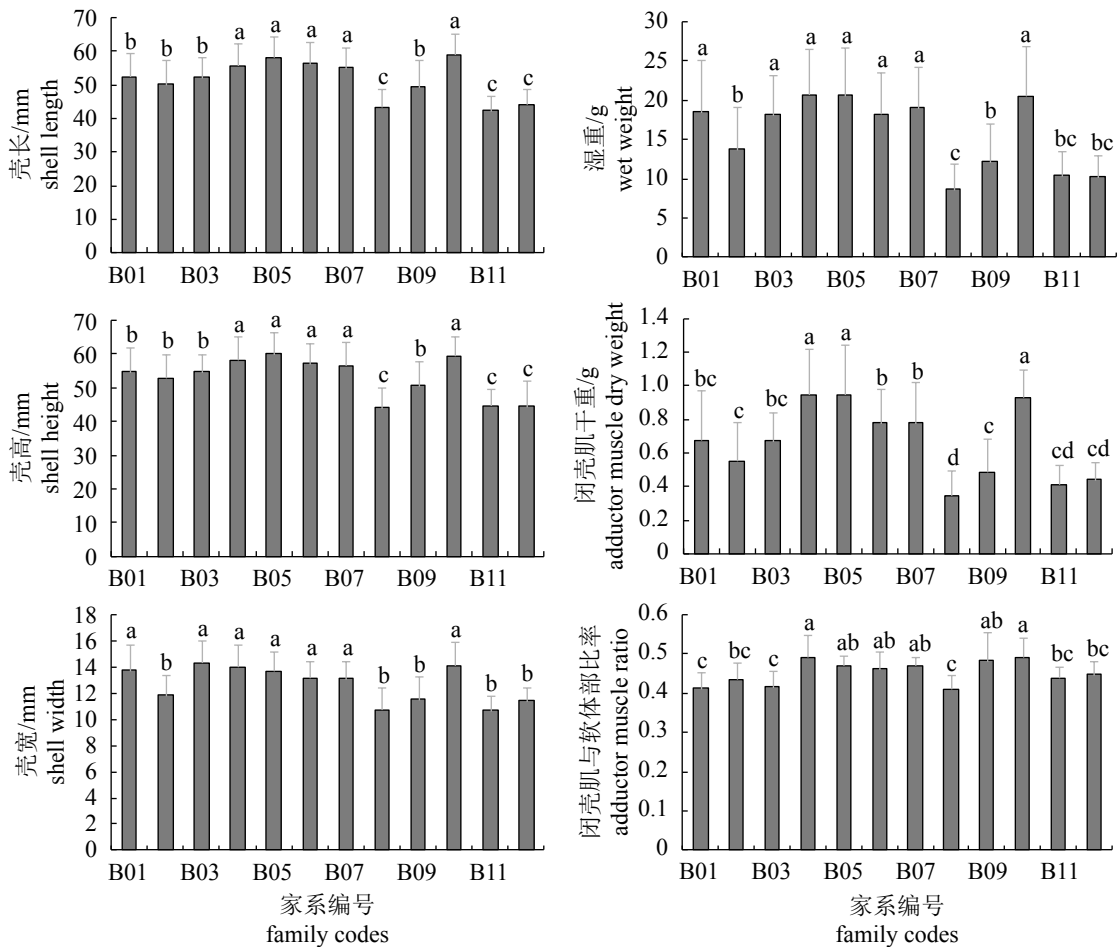 壳长/mm
shell length
70
60
50
40
30
20
10
0
b b b a a a a c b a c c
B01 B03 B05 B07 B09 B11
湿重/g
wet weight
30
25
20
15
10
5
0
a b a a a a a c b a bc bc
B01 B03 B05 B07 B09 B11
壳高/mm
shell height
70
60
50
40
30
20
10
0
b b b a a a a c b a c c
B01 B03 B05 B07 B09 B11
闭壳肌干重/g
adductor muscle dry weight
1.4
1.2
1.0
0.8
0.6
0.4
0.2
0
bc c bc a a b b d c a cd cd
B01 B03 B05 B07 B09 B11
壳宽/mm
shell width
18
16
14
12
10
8
6
4
2
0
a b a a a a a b b a b b
B01 B03 B05 B07 B09 B11
家系编号
family codes
闭壳肌与软体部比率
adductor muscle ratio
0.6
0.5
0.4
0.3
0.2
0.1
0
c bc c a ab ab ab c ab a bc bc
B01 B03 B05 B07 B09 B11
家系编号
family codes